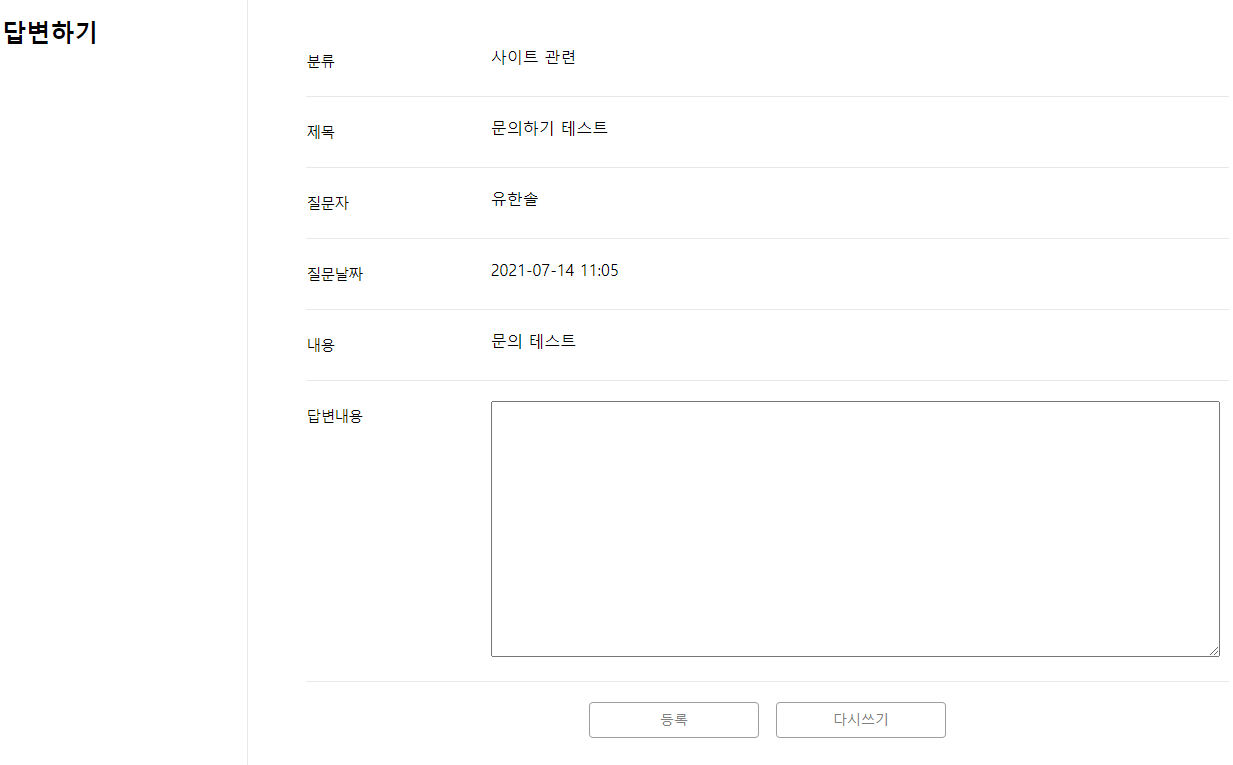 답변하기
분류 사이트 관련
제목 문의하기 테스트
질문자 유한솔
질문날짜 2021-07-14 11:05
내용 문의 테스트
답변내용
등록 다시쓰기